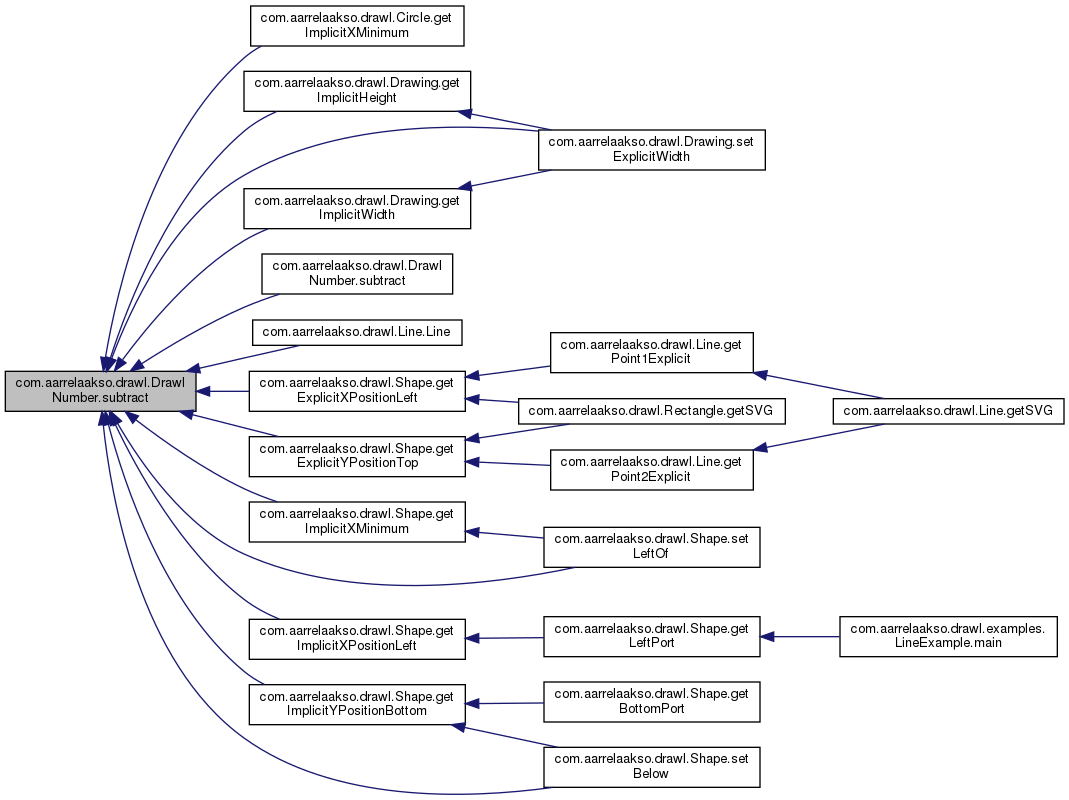 com.aarrelaakso.drawl.Circle.get
ImplicitXMinimum
com.aarrelaakso.drawl.Drawing.get
ImplicitHeight
com.aarrelaakso.drawl.Drawing.set
ExplicitWidth
com.aarrelaakso.drawl.Drawing.get
ImplicitWidth
com.aarrelaakso.drawl.Drawl
Number.subtract
com.aarrelaakso.drawl.Line.Line
com.aarrelaakso.drawl.Line.get
Point1Explicit
com.aarrelaakso.drawl.Drawl
Number.subtract
com.aarrelaakso.drawl.Shape.get
ExplicitXPositionLeft
com.aarrelaakso.drawl.Rectangle.getSVG
com.aarrelaakso.drawl.Line.getSVG
com.aarrelaakso.drawl.Shape.get
ExplicitYPositionTop
com.aarrelaakso.drawl.Line.get
Point2Explicit
com.aarrelaakso.drawl.Shape.get
ImplicitXMinimum
com.aarrelaakso.drawl.Shape.set
LeftOf
com.aarrelaakso.drawl.Shape.get
ImplicitXPositionLeft
com.aarrelaakso.drawl.Shape.get
LeftPort
com.aarrelaakso.drawl.examples.
LineExample.main
com.aarrelaakso.drawl.Shape.get
ImplicitYPositionBottom
com.aarrelaakso.drawl.Shape.get
BottomPort
com.aarrelaakso.drawl.Shape.set
Below